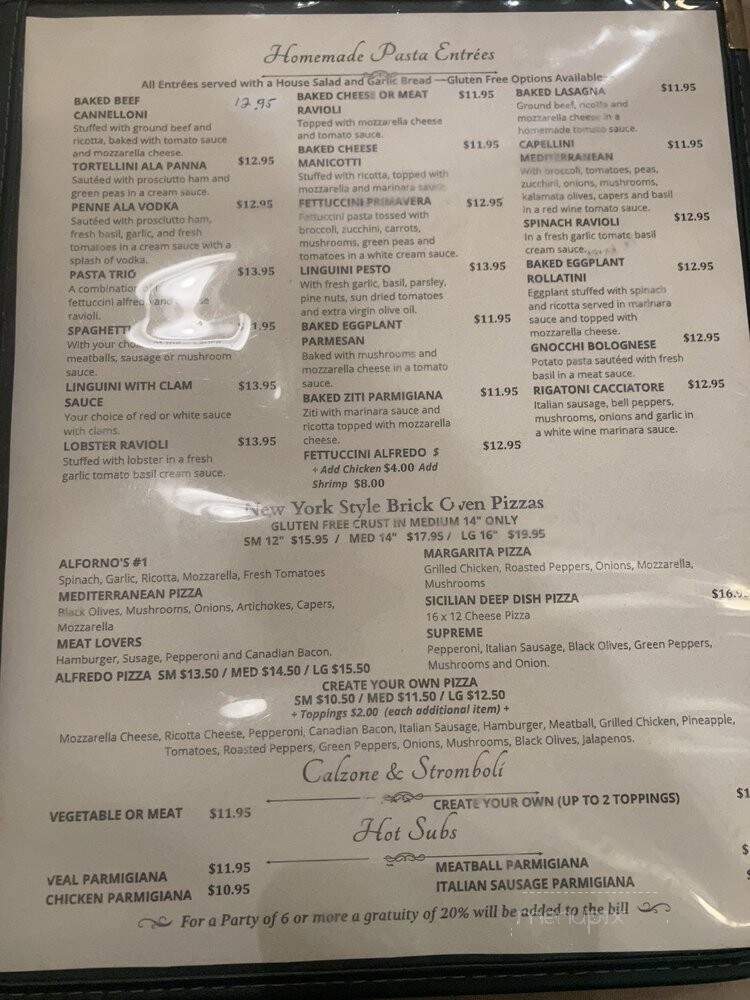 Homemade Pasta Entrées
All Entrées served with a House Salad and Garlic Bread —Gluten Free Options Available-
BAKED BEEF 12.95
CANNELLONI
Stuffed with ground beef and
ricotta, baked with tomato sauce
and mozzarella cheese.
TORTELLINI ALA PANNA $12.95
Sautéed with prosciutto ham and
green peas in a cream sauce.
PENNE ALA VODKA $12.95
Sautéed with prosciutto ham,
fresh basil, garlic, and fresh
tomatoes in a cream sauce with a
splash of vodka.
PASTA TRIO $13.95
A combination
fettuccini alfredo and
ravioli.
SPAGHETTI
With your
meatballs, sausage or mushroom
sauce.
LINGUINI WITH CLAM $13.95
SAUCE
Your choice of red or white sauce
with clams.
LOBSTER RAVIOLI $13.95
Stuffed with lobster in a fresh
garlic tomato basil cream sauce.
BAKED CHEESE OR MEAT $11.95
RAVIOLI
Topped with mozzarella cheese
and tomato sauce.
BAKED CHEESE $11.95
MANICOTTI
Stuffed with ricotta, topped with
mozzarella and marinara sauce
FETTUCCINI PRIMAVERA $12.95
Fettuccini pasta tossed with
broccoli, zucchini, carrots,
mushrooms, green peas and
tomatoes in a white cream sauce.
LINGUINI PESTO $13.95
With fresh garlic, basil, parsley,
pine nuts, sun dried tomatoes
and extra virgin olive oil.
BAKED EGGPLANT $11.95
PARMESAN
Baked with mushrooms and
mozzarella cheese in a tomato
sauce.
BAKED ZITI PARMIGIANA $11.95
Ziti with marinara sauce and
ricotta topped with mozzarella
cheese.
FETTUCCINI ALFREDO $ $12.95
+ Add Chicken $4.00 Add
Shrimp $8.00
BAKED LASAGNA $11.95
Ground beef, ricotta and
mozzarella cheese in a
homemade tomato sauce.
CAPELLINI $11.95
MEDITERRANEAN
With broccoli, tomatoes, peas,
zucchini, onions, mushrooms,
kalamata olives, capers and basil
in a red wine tomato sauce.
SPINACH RAVIOLI $12.95
In a fresh garlic tomato basil
cream sauce.
BAKED EGGPLANT $12.95
ROLLATINI
Eggplant stuffed with spinach
and ricotta served in marinara
sauce and topped with
mozzarella cheese.
GNOCCHI BOLOGNESE $12.95
Potato pasta sautéed with fresh
basil in a meat sauce.
RIGATONI CACCIATORE $12.95
Italian sausage, bell peppers,
mushrooms, onions and garlic in
a white wine marinara sauce.
New York Style Brick Oven Pizzas
GLUTEN FREE CRUST IN MEDIUM 14" ONLY
SM 12" $15.95 / MED 14" $17.95 / LG 16" $19.95
ALFORNO'S #1
Spinach, Garlic, Ricotta, Mozzarella, Fresh Tomatoes
MEDITERRANEAN PIZZA
Black Olives, Mushrooms, Onions, Artichokes, Capers,
Mozzarella
MEAT LOVERS
Hamburger, Susage, Pepperoni and Canadian Bacon.
ALFREDO PIZZA SM $13.50 / MED $14.50 / LG $15.50
MARGARITA PIZZA
Grilled Chicken, Roasted Peppers, Onions, Mozzarella,
Mushrooms
SICILIAN DEEP DISH PIZZA
16 x 12 Cheese Pizza
SUPREME
Pepperoni, Italian Sausage, Black Olives, Green Peppers,
Mushrooms and Onion.
CREATE YOUR OWN PIZZA
SM $10.50 / MED $11.50 / LG $12.50
+ Toppings $2.00 (each additional item) +
Mozzarella Cheese, Ricotta Cheese, Pepperoni, Canadian Bacon, Italian Sausage, Hamburger, Meatball, Grilled Chicken, Pineapple,
Tomatoes, Roasted Peppers, Green Peppers, Onions, Mushrooms, Black Olives, Jalapenos.
Calzone & Stromboli
VEGETABLE OR MEAT $11.95
CREATE YOUR OWN (UP TO 2 TOPPINGS)
Hot Subs
VEAL PARMIGIANA $11.95
CHICKEN PARMIGIANA $10.95
MEATBALL PARMIGIANA
ITALIAN SAUSAGE PARMIGIANA
For a Party of 6 or more a gratuity of 20% will be added to the bill
menupix